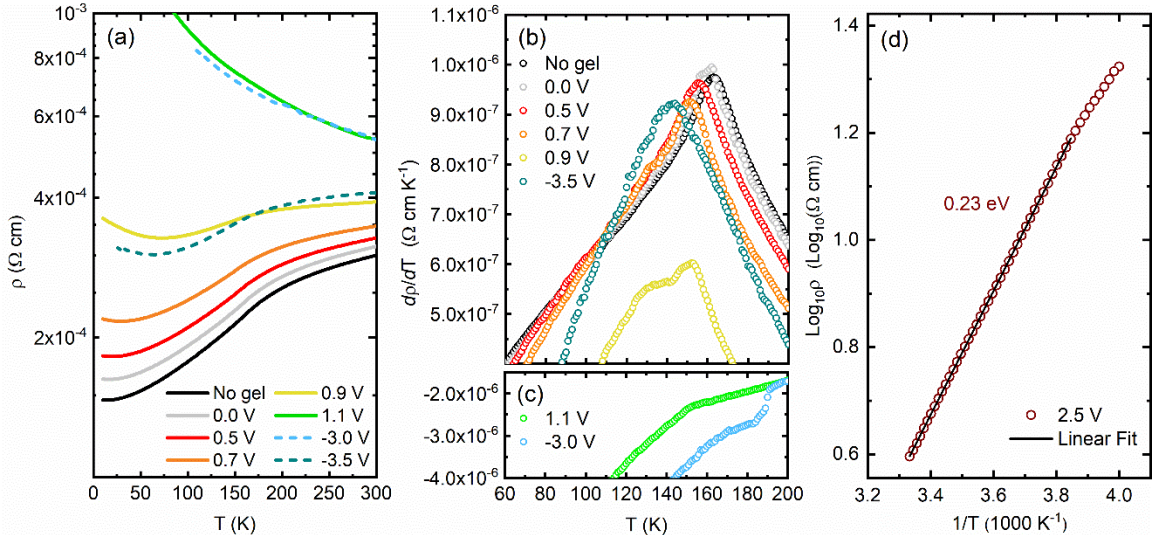 (a)
10⁻³
8x10⁻⁴
6x10⁻⁴
4x10⁻⁴
2x10⁻⁴
ρ (Ω cm)
No gel
0.0 V
0.5 V
0.7 V
0.9 V
1.1 V
-3.0 V
-3.5 V
0 50 100 150 200 250 300
T (K)
(b)
1.0x10⁻⁶
9.0x10⁻⁷
8.0x10⁻⁷
7.0x10⁻⁷
6.0x10⁻⁷
5.0x10⁻⁷
dρ/dT (Ω cm K⁻¹)
No gel
0.0 V
0.5 V
0.7 V
0.9 V
-3.5 V
(c)
-2.0x10⁻⁶
-3.0x10⁻⁶
-4.0x10⁻⁶
1.1 V
-3.0 V
60 80 100 120 140 160 180 200
T (K)
(d)
1.4
1.2
1.0
0.8
0.6
Log₁₀ρ (Log₁₀(Ω cm))
0.23 eV
2.5 V
Linear Fit
3.2 3.4 3.6 3.8 4.0
1/T (1000 K⁻¹)